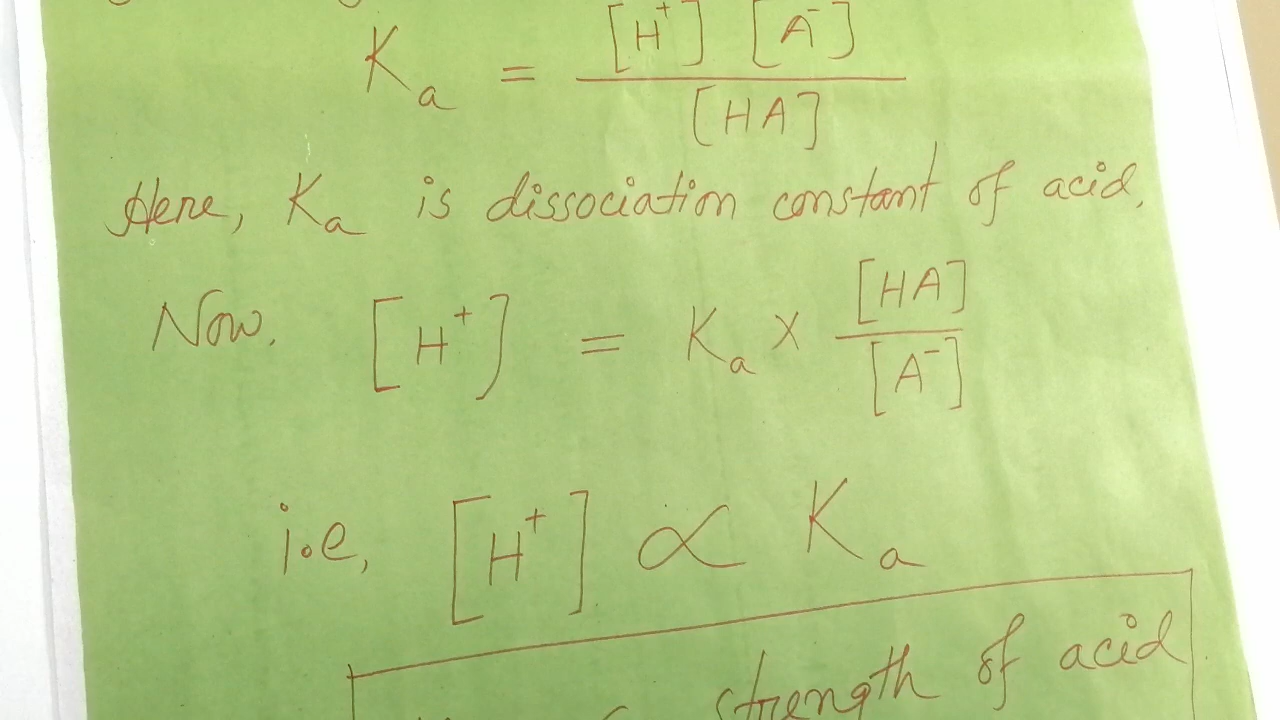 Ka = [H⁺] [A⁻] / [HA]
Here, Ka is dissociation constant of acid.
Now, [H⁺] = Ka × [HA] / [A⁻]
i.e, [H⁺] ∝ Ka
strength of acid